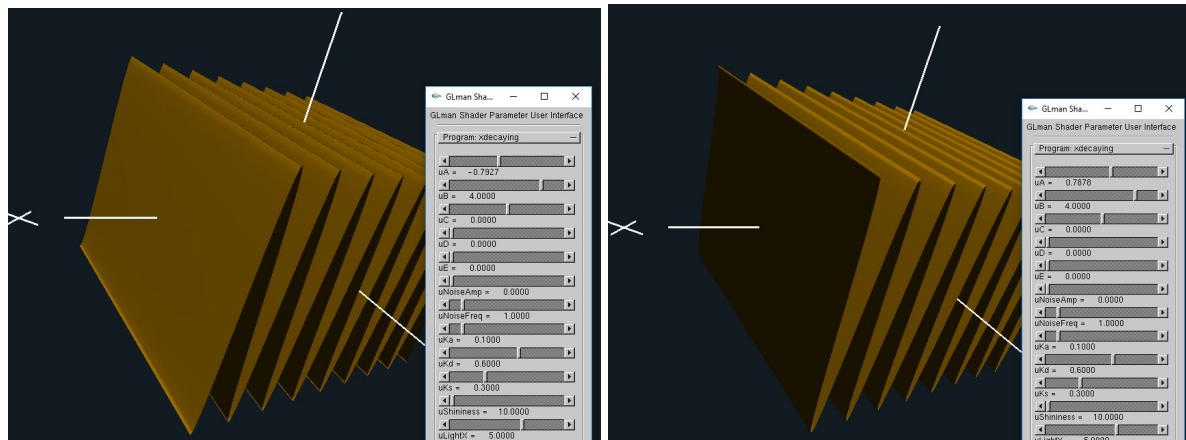 GLman Sha...
GLman Shader Parameter User Interface
Program: xdecaying
uA = -0.7927
uB = 4.0000
uC = 0.0000
uD = 0.0000
uE = 0.0000
uNoiseAmp = 0.0000
uNoiseFreq = 1.0000
uKa = 0.1000
uKd = 0.6000
uKs = 0.3000
uShininess = 10.0000
uLightX = 5.0000
GLman Sha...
GLman Shader Parameter User Interface
Program: xdecaying
uA = 0.7878
uB = 4.0000
uC = 0.0000
uD = 0.0000
uE = 0.0000
uNoiseAmp = 0.0000
uNoiseFreq = 1.0000
uKa = 0.1000
uKd = 0.6000
uKs = 0.3000
uShininess = 10.0000
uLightX = 5.0000